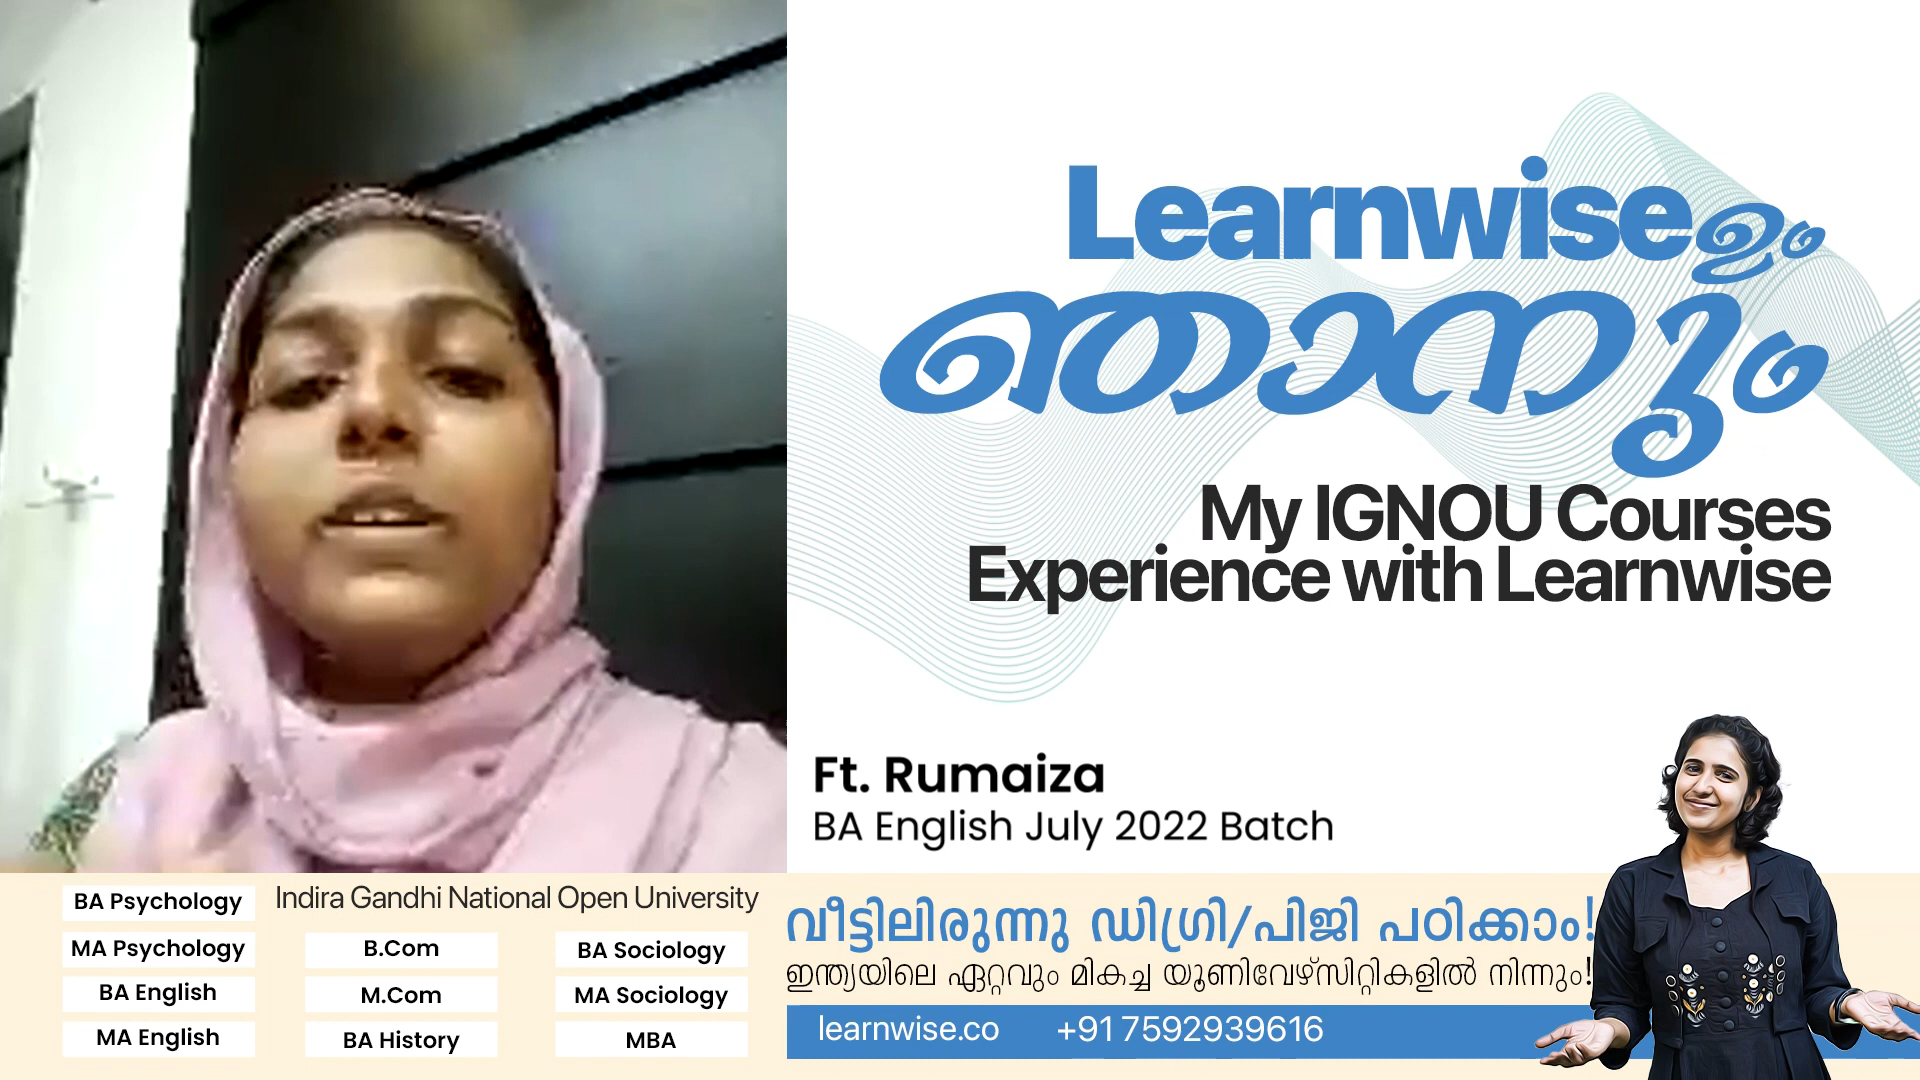 Learnwiseളും
ഞാനും
My IGNOU Courses
Experience with Learnwise
Ft. Rumaiza
BA English July 2022 Batch
Indira Gandhi National Open University
BA Psychology
MA Psychology
BA English
MA English
B.Com
M.Com
BA History
BA Sociology
MA Sociology
MBA
വീട്ടിലിരുന്നു ഡിഗ്രി/പിജി പഠിക്കാം!
ഇന്ത്യയിലെ ഏറ്റവും മികച്ച യൂണിവേഴ്സിറ്റികളിൽ നിന്നും!
learnwise.co +91 7592939616